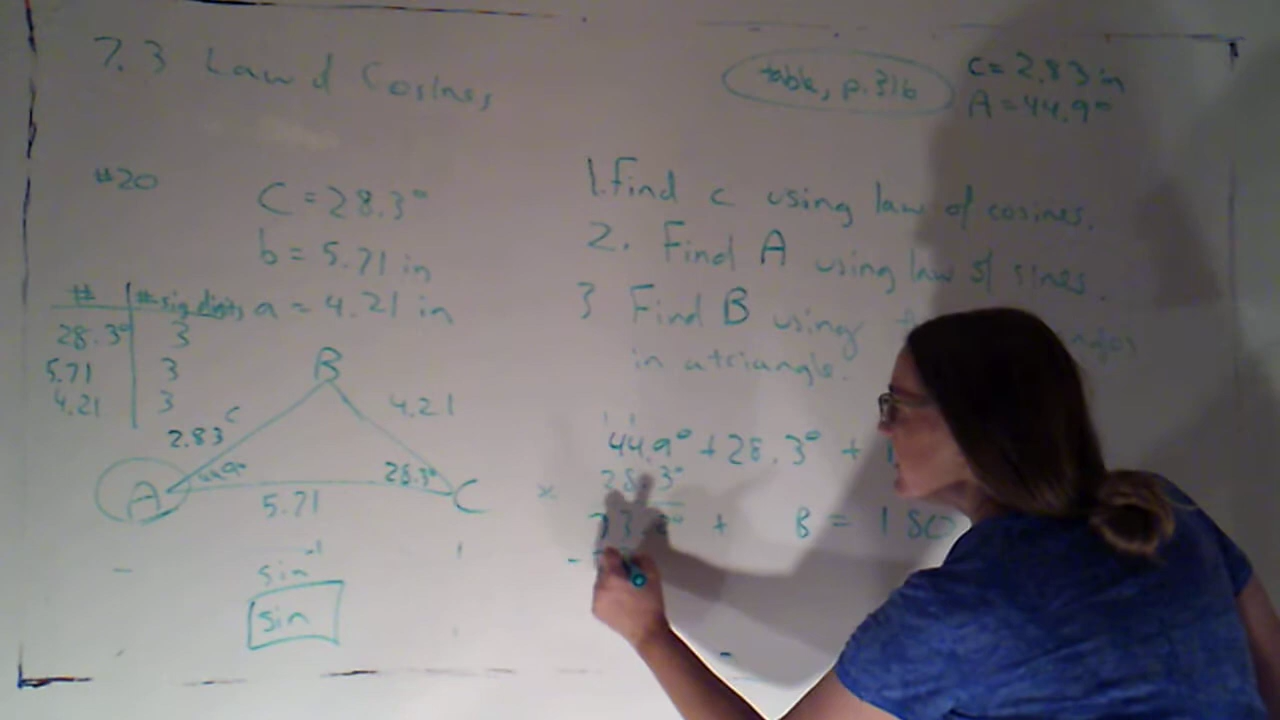 7.3 Law of Cosines
table, p.316
c = 2.83 in
A = 44.9°
#20
C = 28.3°
b = 5.71 in
a = 4.21 in
# # sig digits
28.3° 3
5.71 3
4.21 3
B
c
2.83
4.21
A 44.9° 28.3° C
5.71
sin⁻¹
sin
1. Find c using law of cosines.
2. Find A using law of sines.
3 Find B using
in a triangle.
44.9° + 28.3° +
28.3°
73.2° + B = 180
-